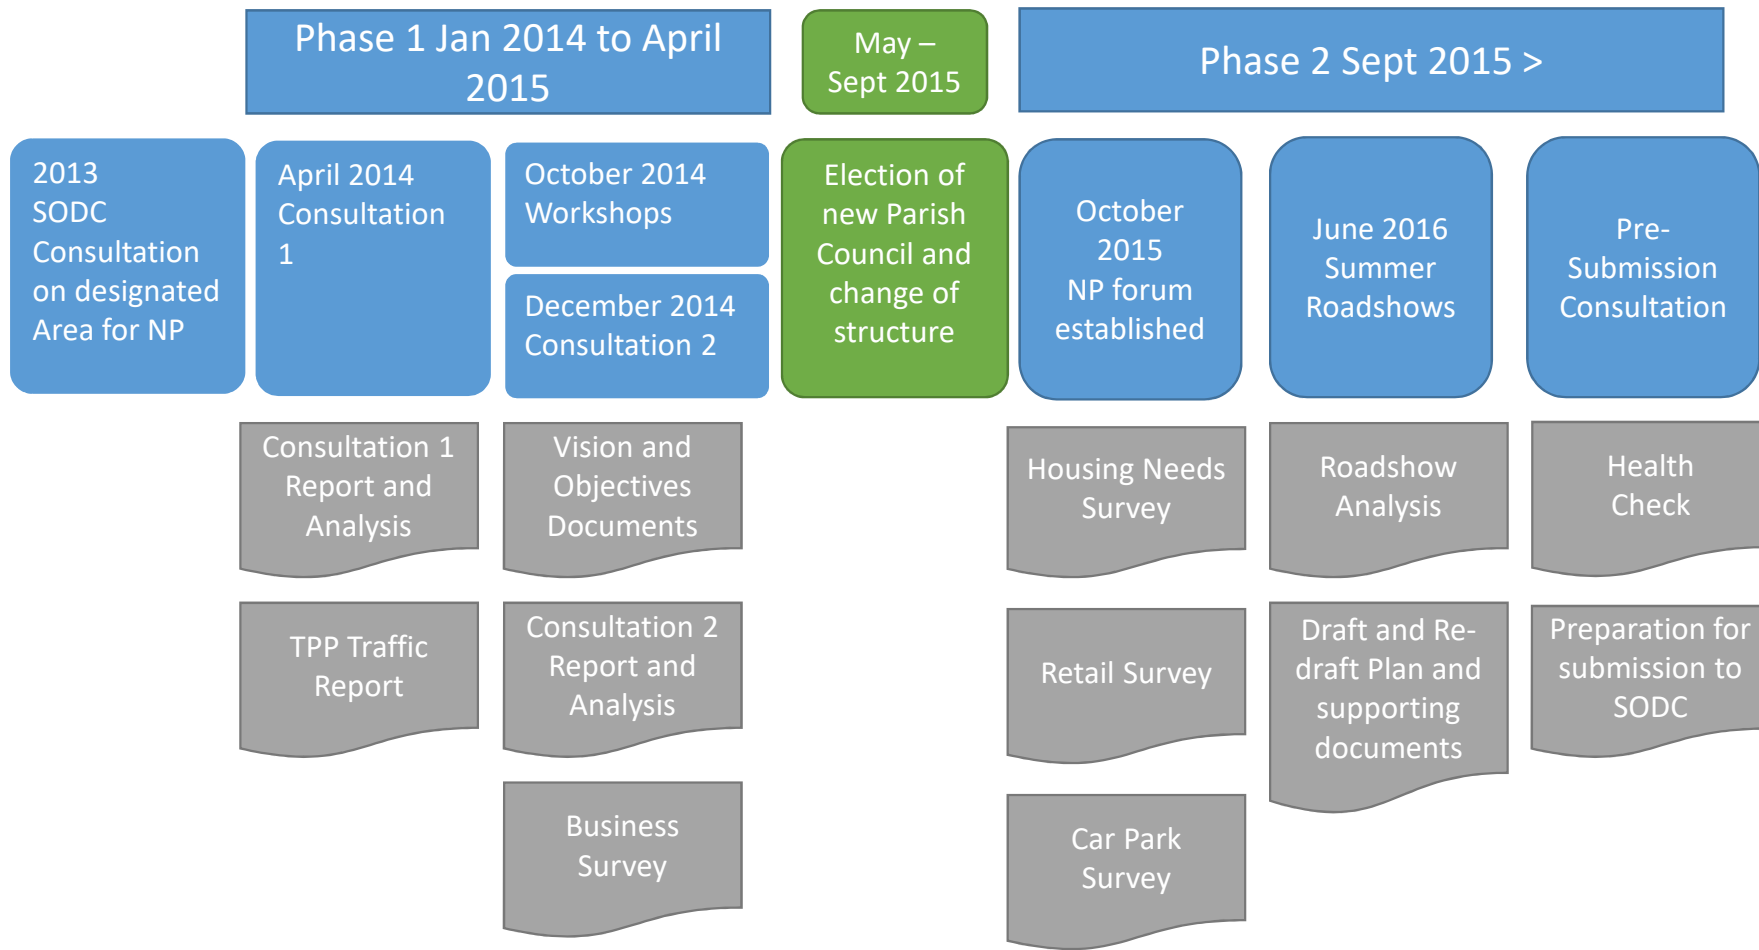 Phase 1 Jan 2014 to April
2015
May –
Sept 2015
Phase 2 Sept 2015 >
2013
SODC
Consultation
on designated
Area for NP
April 2014
Consultation
1
October 2014
Workshops
December 2014
Consultation 2
Election of
new Parish
Council and
change of
structure
October
2015
NP forum
established
June 2016
Summer
Roadshows
Pre-
Submission
Consultation
Consultation 1
Report and
Analysis
Vision and
Objectives
Documents
Housing Needs
Survey
Roadshow
Analysis
Health
Check
TPP Traffic
Report
Consultation 2
Report and
Analysis
Retail Survey
Draft and Re-
draft Plan and
supporting
documents
Preparation for
submission to
SODC
Business
Survey
Car Park
Survey